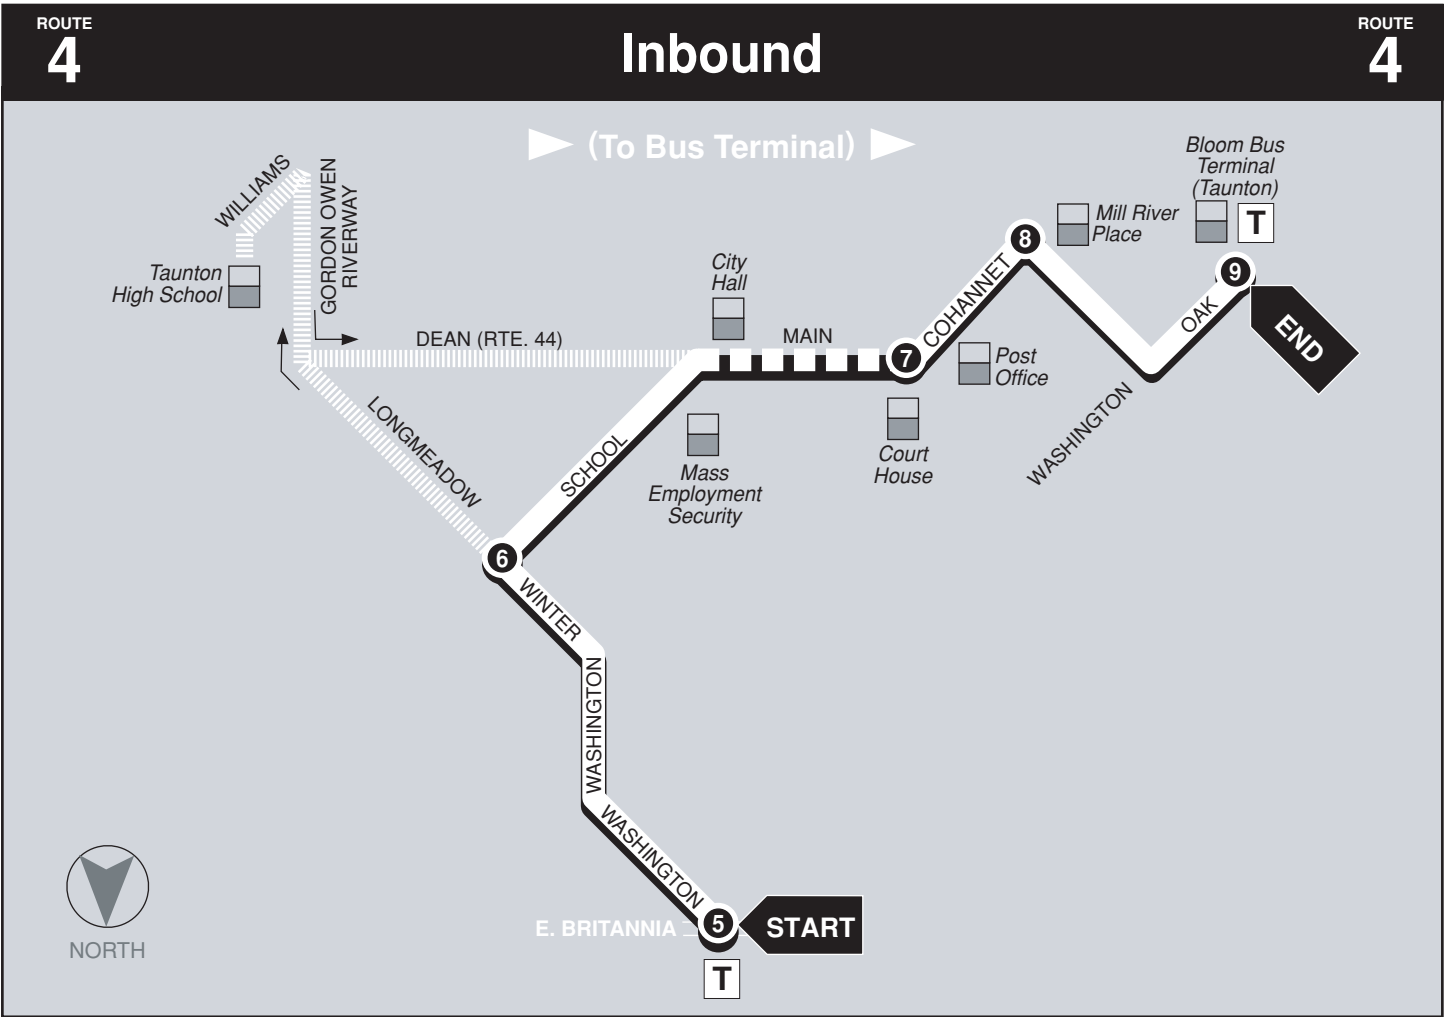 ROUTE
4
Inbound
ROUTE
4
(To Bus Terminal)
WILLIAMS
GORDON OWEN
RIVERWAY
Taunton
High School
DEAN (RTE. 44)
LONGMEADOW
City
Hall
MAIN
SCHOOL
Mass
Employment
Security
7
Court
House
COHANNET
Post
Office
8
Mill River
Place
WASHINGTON
OAK
Bloom Bus
Terminal
(Taunton)
T
9
END
6
WINTER
WASHINGTON
WASHINGTON
E. BRITANNIA
5
START
T
NORTH